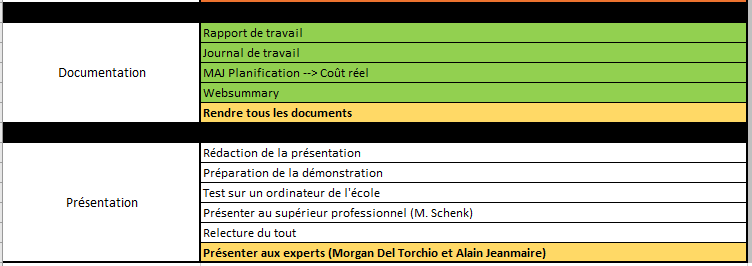 Documentation
Rapport de travail
Journal de travail
MAJ Planification --> Coût réel
Websummary
Rendre tous les documents
Présentation
Rédaction de la présentation
Préparation de la démonstration
Test sur un ordinateur de l'école
Présenter au supérieur professionnel (M. Schenk)
Relecture du tout
Présenter aux experts (Morgan Del Torchio et Alain Jeanmaire)